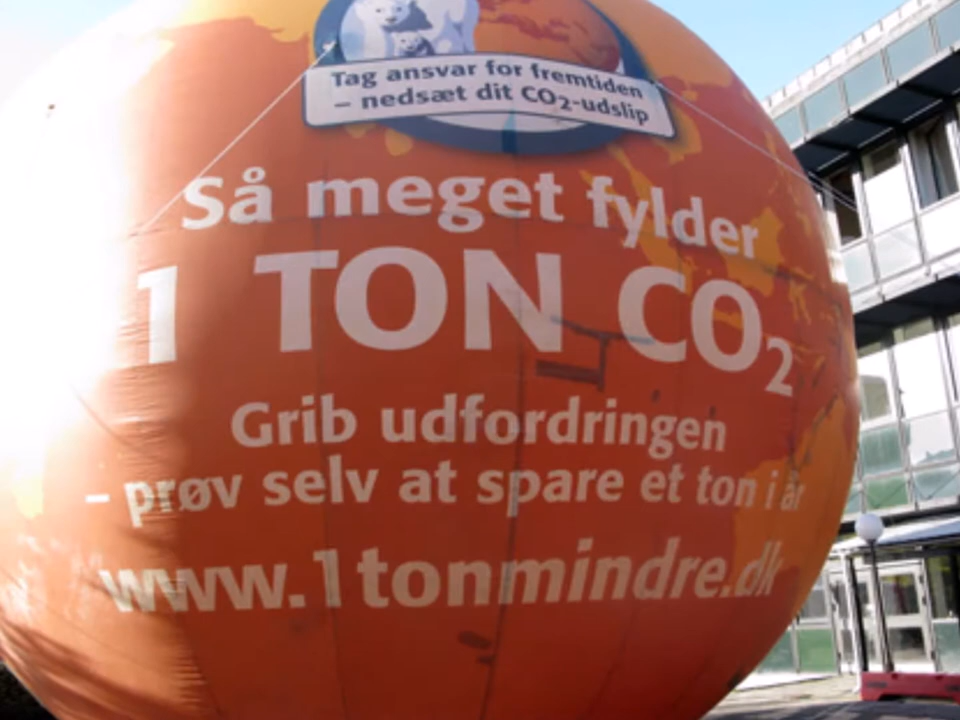 Tag ansvar for fremtiden
– nedsæt dit CO2-udslip
Så meget fylder
1 TON CO2
Grib udfordringen
– prøv selv at spare et ton i år
www.1tonmindre.dk